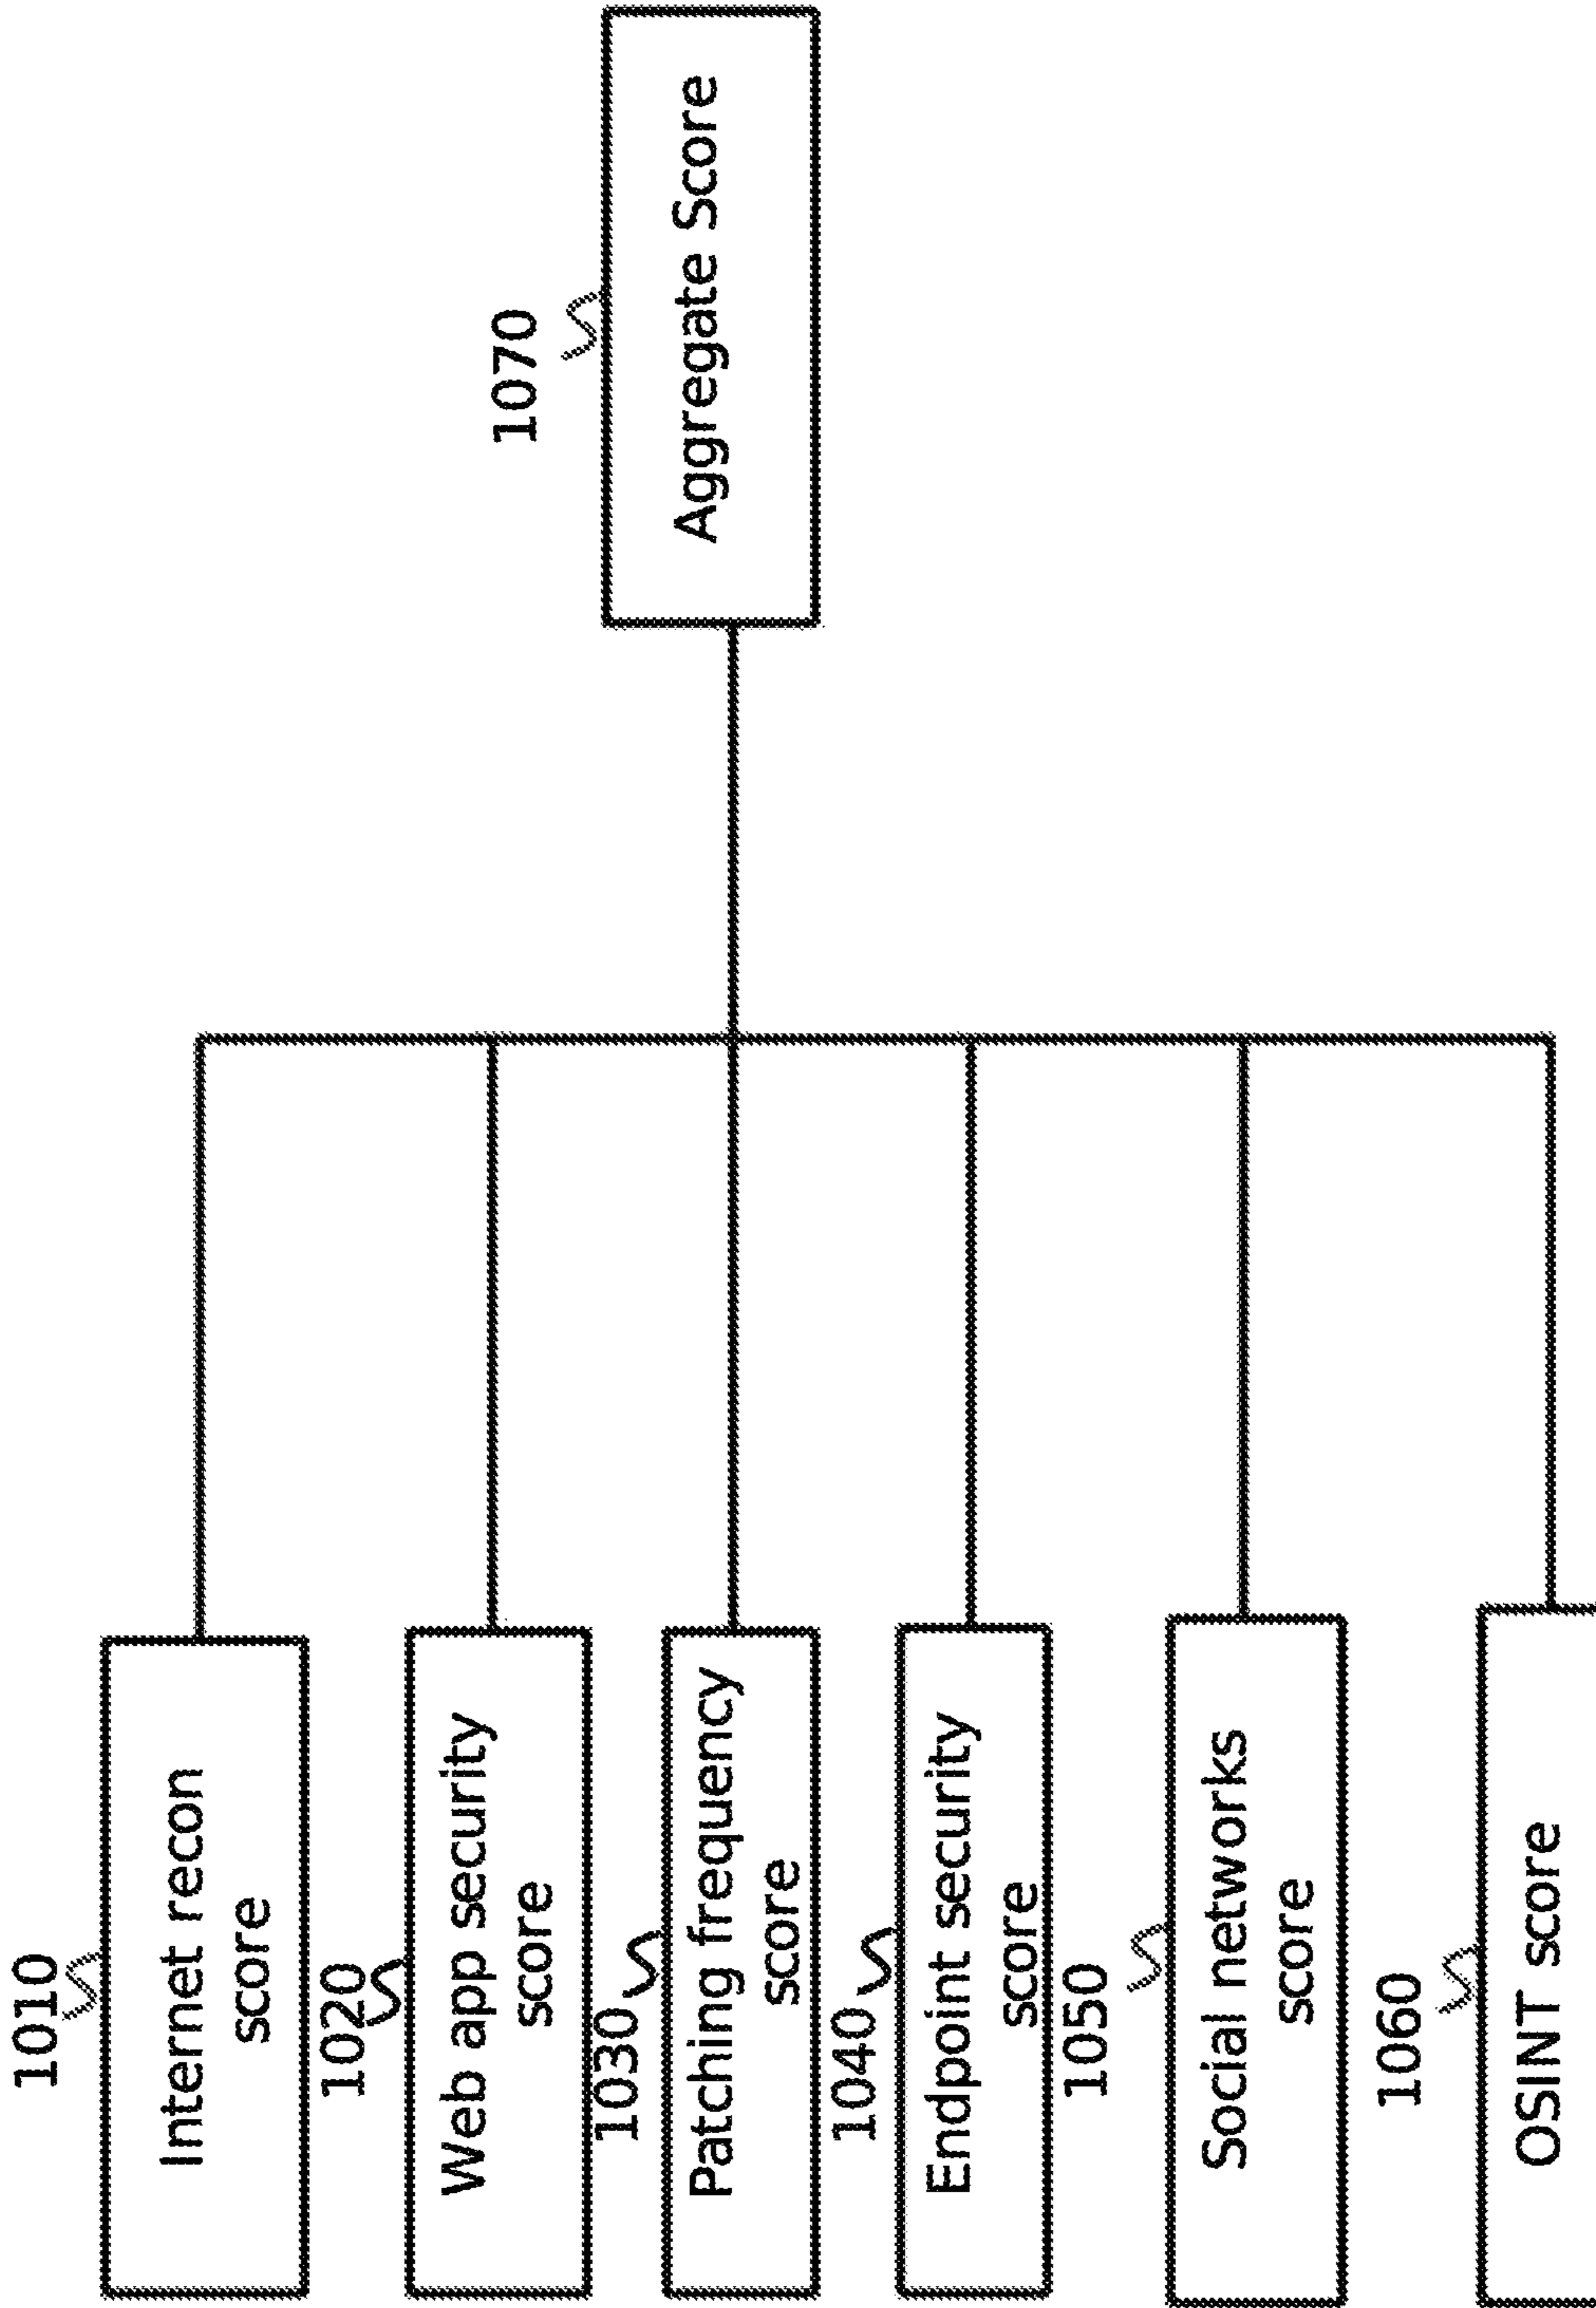 1010
Internet recon
score
1020
Web app security
score
1030
Patching frequency
score
1040
Endpoint security
score
1050
Social networks
score
1060
OSINT score
1070
Aggregate Score